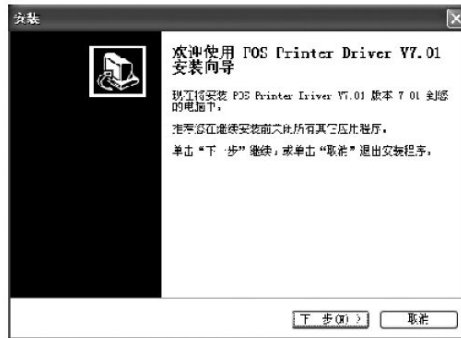 安装
欢迎使用 POS Printer Driver V7.01
安装向导
现在将安装 POS Printer Driver V7.01 版本 7.01 到您
的电脑中。
推荐您在继续安装前关闭所有其它应用程序。
单击“下一步”继续，或单击“取消”退出安装程序。
下一步(N) >
取消